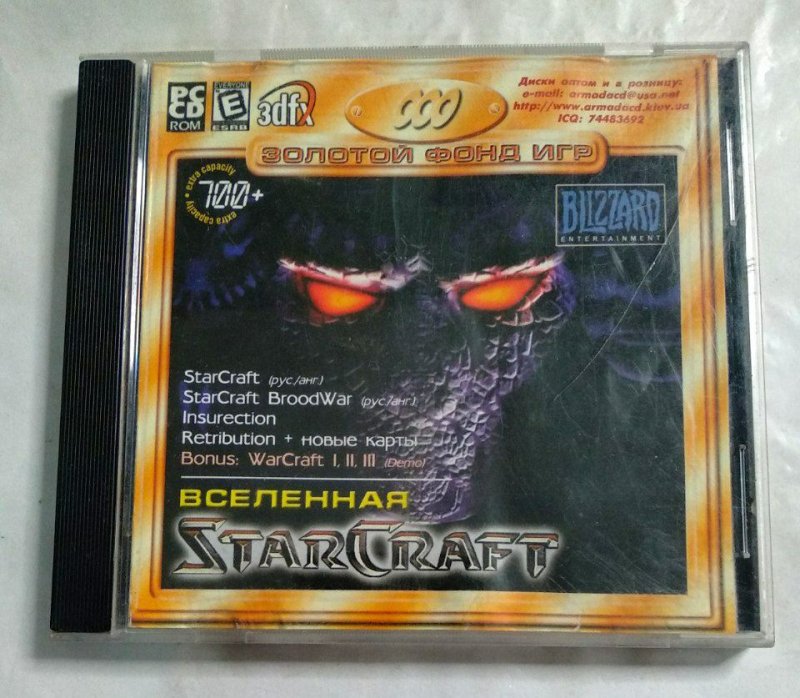 PC
CD
ROM
EVERYONE
E
ESRB
3dfx
Диски оптом и в розницу:
e-mail: armadacd@usa.net
http://www.armadacd.kiev.ua
ICQ: 74483692
ЗОЛОТОЙ ФОНД ИГР
extra capacity
700+
extra capacity
BLIZZARD
ENTERTAINMENT
StarCraft (рус./анг.)
StarCraft BroodWar (рус./анг.)
Insurection
Retribution + новые карты
Bonus: WarCraft I, II, III (Demo)
ВСЕЛЕННАЯ
STARCRAFT